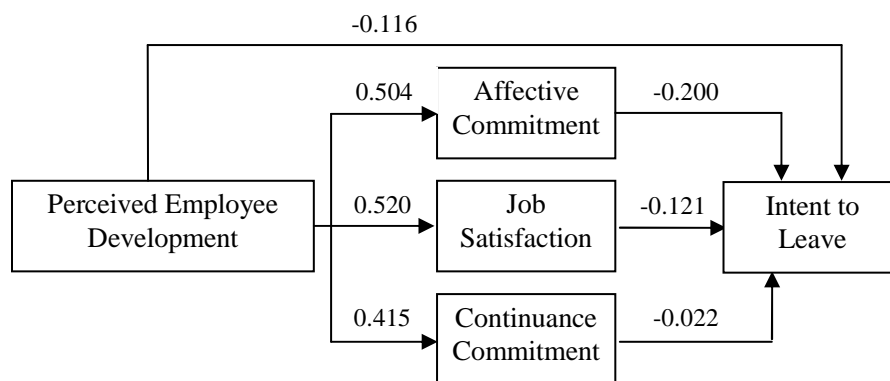 -0.116
0.504
Affective
Commitment
-0.200
Perceived Employee
Development
0.520
Job
Satisfaction
-0.121
Intent to
Leave
0.415
Continuance
Commitment
-0.022